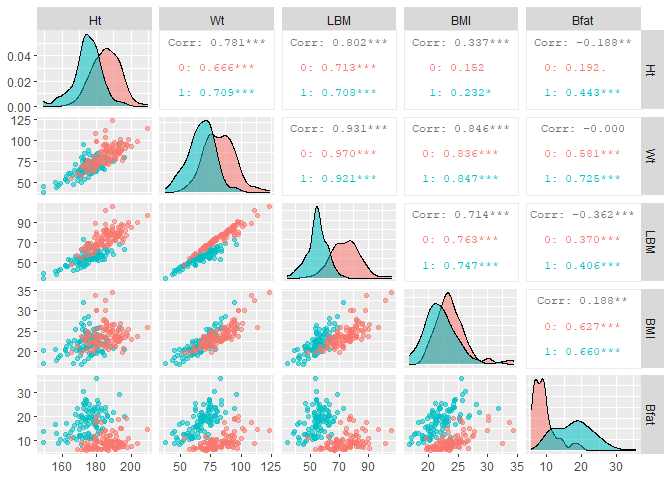 Ht Wt LBM BMI Bfat
0.04
0.02
0.00
Corr: 0.781***
0: 0.666***
1: 0.709***
Corr: 0.802***
0: 0.713***
1: 0.708***
Corr: 0.337***
0: 0.152
1: 0.232*
Corr: -0.188**
0: 0.192.
1: 0.443***
Ht
125
100
75
50
Corr: 0.931***
0: 0.970***
1: 0.921***
Corr: 0.846***
0: 0.836***
1: 0.847***
Corr: -0.000
0: 0.581***
1: 0.725***
Wt
90
70
50
Corr: 0.714***
0: 0.763***
1: 0.747***
Corr: -0.362***
0: 0.370***
1: 0.406***
LBM
35
30
25
20
Corr: 0.188**
0: 0.627***
1: 0.660***
BMI
30
20
10
Bfat
160 180 200 50 75 100 125 50 70 90 20 25 30 35 10 20 30